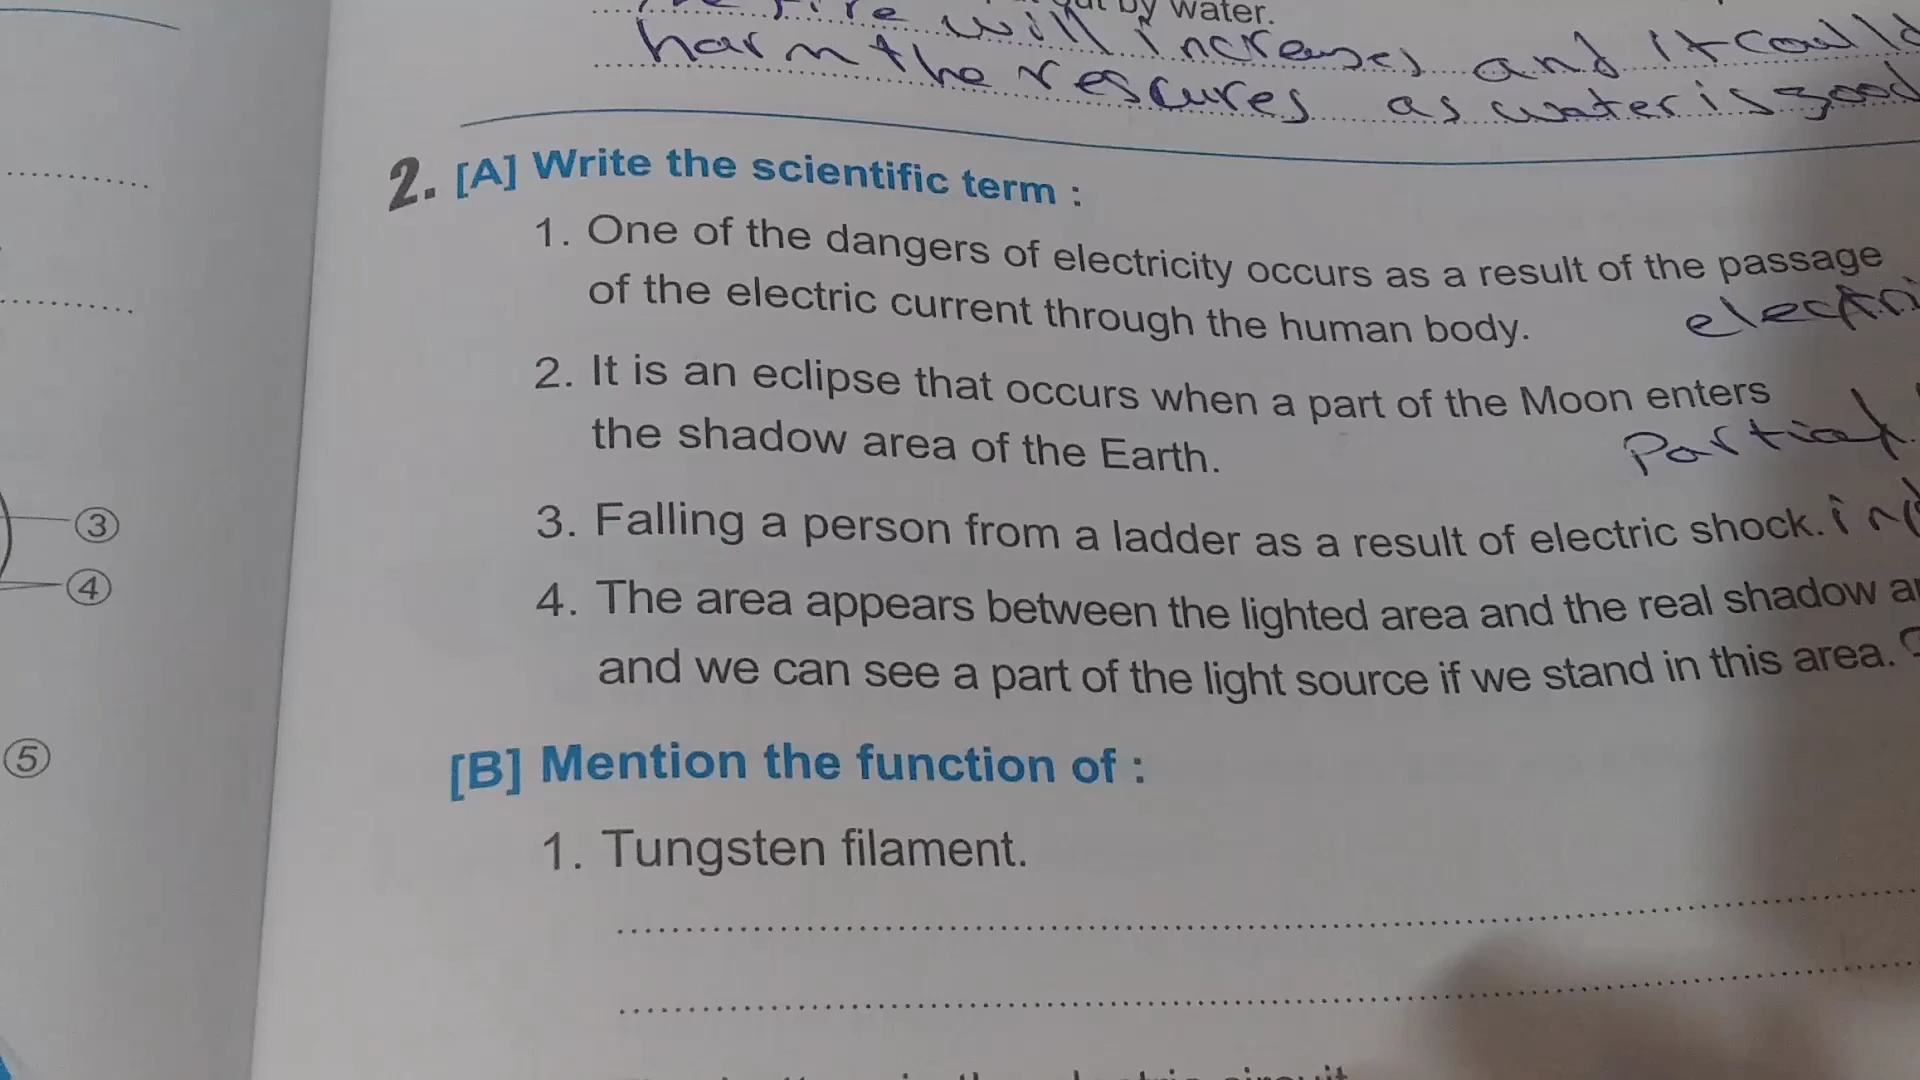 by water.
will increases and it could
harm the rescures as water is good
2. [A] Write the scientific term :
1. One of the dangers of electricity occurs as a result of the passage
of the electric current through the human body.
electri
2. It is an eclipse that occurs when a part of the Moon enters
the shadow area of the Earth.
Partial
3. Falling a person from a ladder as a result of electric shock.
4. The area appears between the lighted area and the real shadow
and we can see a part of the light source if we stand in this area.
[B] Mention the function of :
1. Tungsten filament.
③
④
⑤